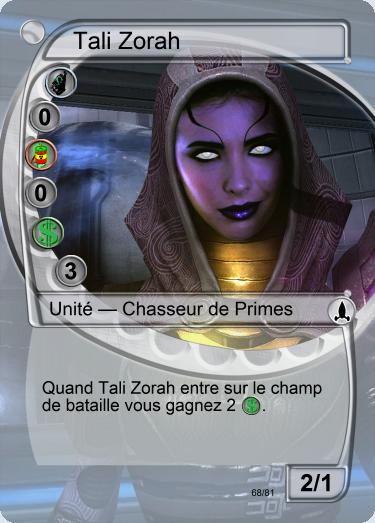 Tali Zorah
0
0
$
3
Unité — Chasseur de Primes
Quand Tali Zorah entre sur le champ
de bataille vous gagnez 2 $.
68/81
2/1